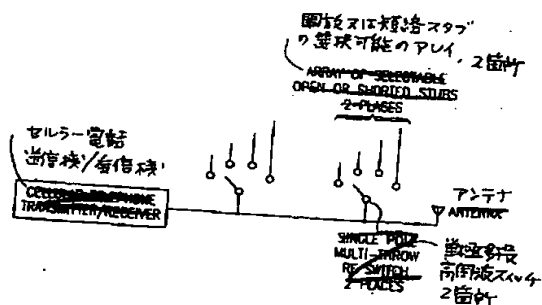 開放又は短絡スタブ
の選択可能のアレイ、2箇所
ARRAY OF SELECTABLE
OPEN OR SHORTED STUBS
2-PLASES
セルラー電話
送信機/受信機
CELLULAR TELEPHONE
TRANSMITTER/RECEIVER
アンテナ
ANTENNA
SINGLE POLE
MULTI-THROW
RF SWITCH
2 PLACES
単極多投
高周波スイッチ
2箇所